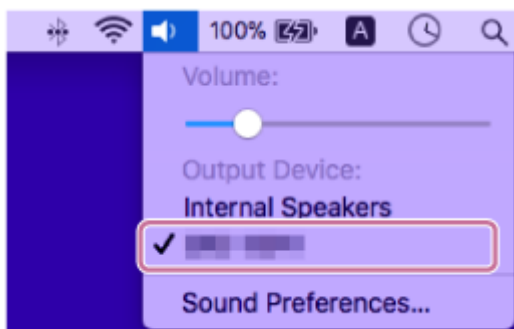 100% A
Volume:
Output Device:
Internal Speakers
Sound Preferences...